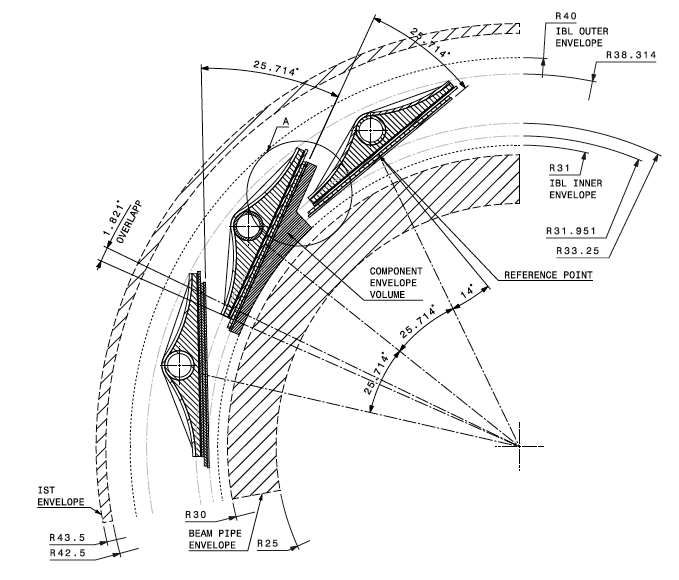 R40
IBL OUTER
ENVELOPE
R38.314
25.714°
25.714°
A
R31
IBL INNER
ENVELOPE
1.821°
OVERLAPP
R31.951
R33.25
COMPONENT
ENVELOPE
VOLUME
REFERENCE POINT
14°
25.714°
25.714°
IST
ENVELOPE
R30
BEAM PIPE
ENVELOPE
R25
R43.5
R42.5